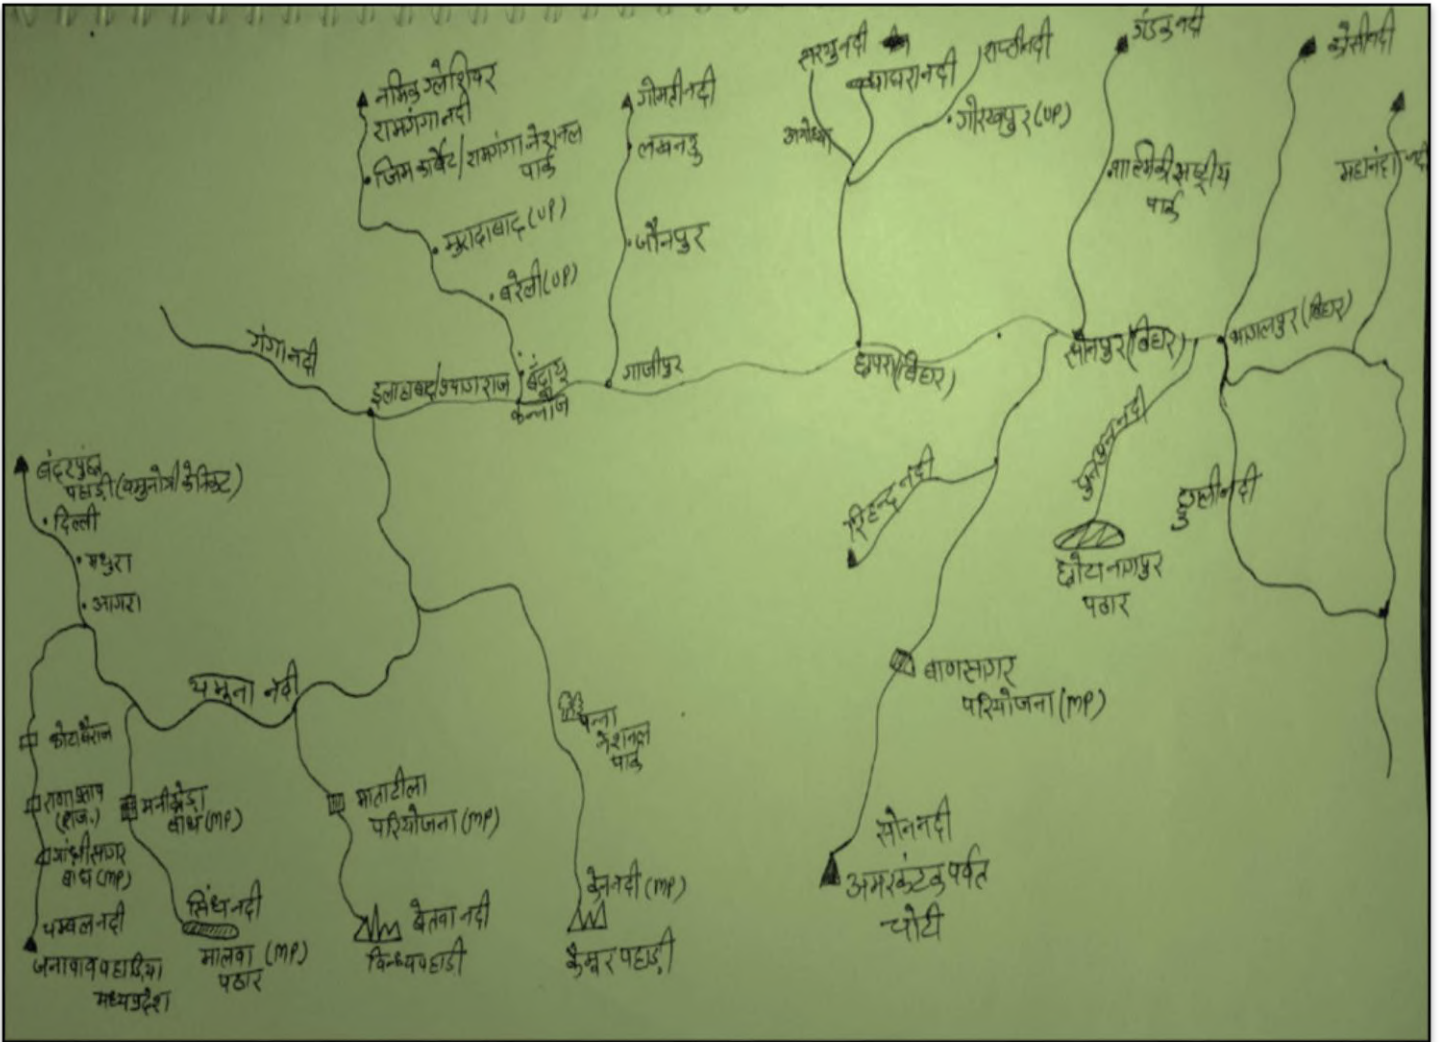 नमिक ग्लेशियर
रामगंगा नदी
जिम कार्बेट/रामगंगा नेशनल
पार्क
मुरादाबाद (UP)
बरेली (UP)
गोमती नदी
लखनऊ
जौनपुर
सरयु नदी
घाघरा नदी
राप्ती नदी
अयोध्या
गोरखपुर (UP)
गंडक नदी
वाल्मिकी राष्ट्रीय
पार्क
कोसी नदी
महानंदा नदी
गंगा नदी
इलाहाबाद/प्रयागराज
बंदायू
कन्नौज
गाजीपुर
छपरा (बिहार)
सोनपुर (बिहार)
भागलपुर (बिहार)
बंदरपूंछ
पहाड़ी (यमुनोत्री के निकट)
दिल्ली
मथुरा
आगरा
रिहन्द नदी
पुनपुन नदी
हुगली नदी
छोटा नागपुर
पठार
यमुना नदी
बाणसागर
परियोजना (MP)
पन्ना
नेशनल
पार्क
कोटा बैराज
राणा प्रताप
(राज.)
गांधी सागर
बांध (MP)
मनीखेड़ा
बांध (MP)
माताटीला
परियोजना (MP)
चम्बल नदी
जनापाव पहाड़िया
मध्यप्रदेश
सिंध नदी
मालवा (MP)
पठार
बेतवा नदी
विन्ध्य पहाड़ी
केन नदी (MP)
कैमूर पहाड़ी
सोन नदी
अमरकंटक पर्वत
चोटी